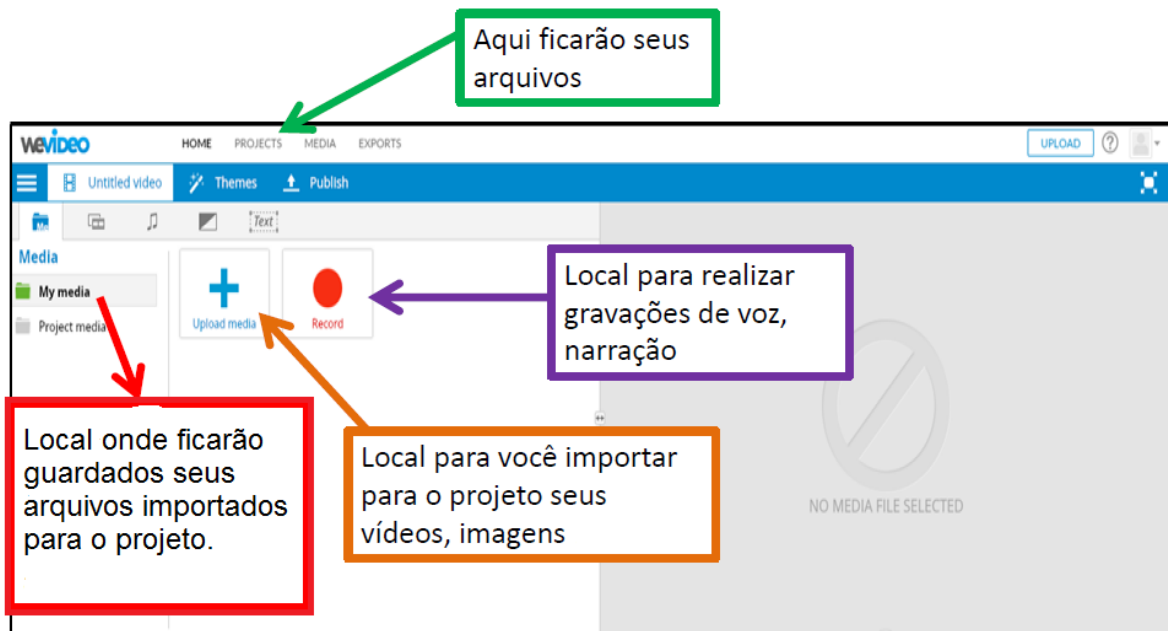 Aqui ficarão seus
arquivos
WeVideo
HOME PROJECTS MEDIA EXPORTS
UPLOAD ?
Untitled video Themes Publish
Me
Text
Media
My media
Project media
Upload media
Record
Local para realizar
gravações de voz,
narração
Local onde ficarão
guardados seus
arquivos importados
para o projeto.
Local para você importar
para o projeto seus
vídeos, imagens
NO MEDIA FILE SELECTED